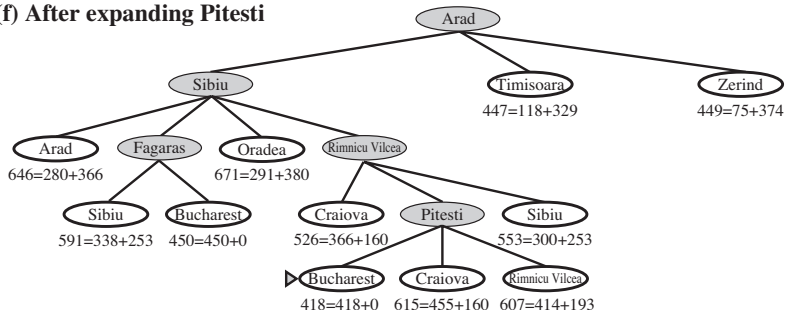 (f) After expanding Pitesti
Arad
Sibiu
Timisoara
Zerind
447=118+329
449=75+374
Arad
Fagaras
Oradea
Rimnicu Vilcea
646=280+366
671=291+380
Sibiu
Bucharest
Craiova
Pitesti
Sibiu
591=338+253
450=450+0
526=366+160
553=300+253
Bucharest
Craiova
Rimnicu Vilcea
418=418+0
615=455+160
607=414+193